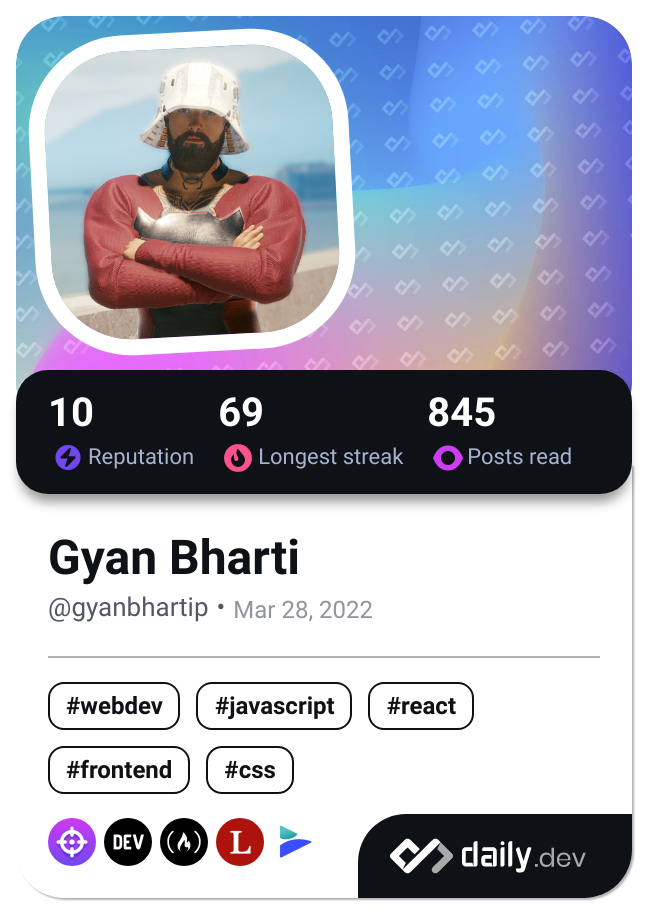 10 69 845
Reputation Longest streak Posts read
Gyan Bharti
@gyanbhartip • Mar 28, 2022
#webdev #javascript #react
#frontend #css
DEV L daily.dev